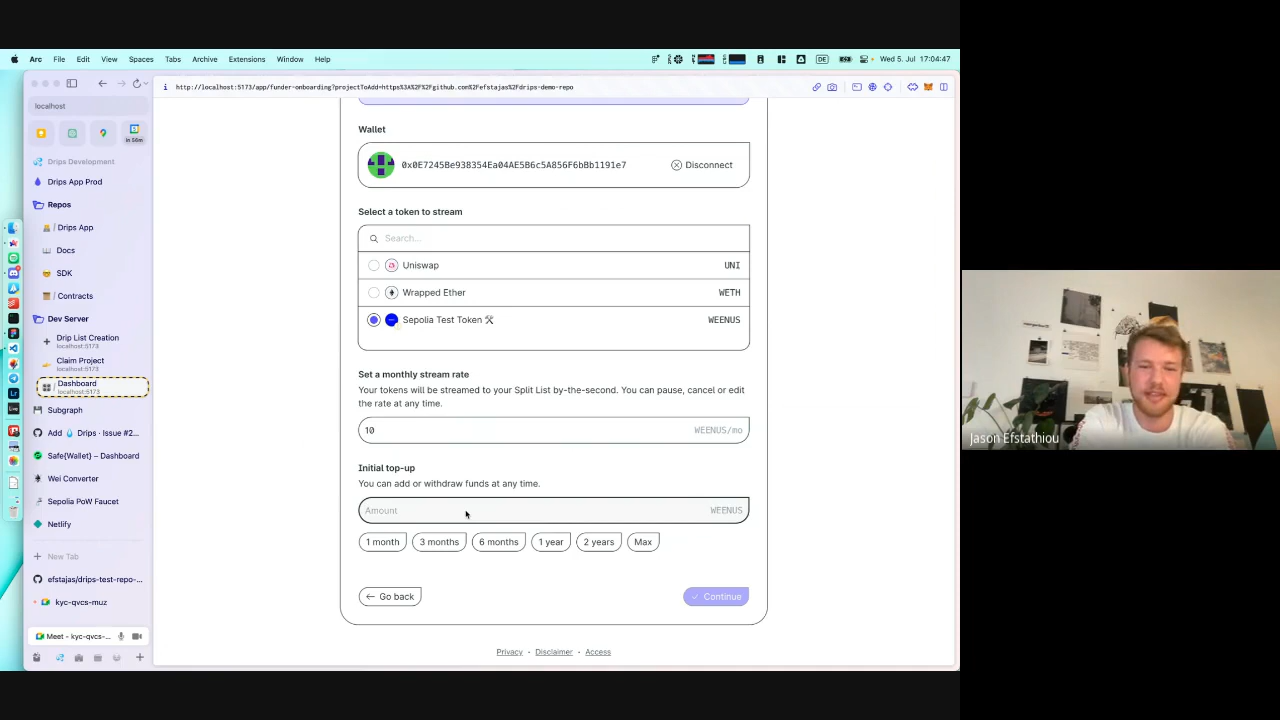 Arc File Edit View Spaces Tabs Archive Extensions Window Help
DE
Wed 5. Jul 17:04:47
http://localhost:5173/app/funder-onboarding?projectToAdd=https%3A%2F%2Fgithub.com%2Fefstajas%2Fdrips-demo-repo
localhost
in 56m
Drips Development
Drips App Prod
Repos
/ Drips App
Docs
SDK
/ Contracts
Dev Server
Drip List Creation
localhost:5173
Claim Project
localhost:5173
/ Dashboard
localhost:5173
Subgraph
Add 💧 Drips · Issue #2...
Safe{Wallet} – Dashboard
Wei Converter
Sepolia PoW Faucet
Netlify
New Tab
efstajas/drips-test-repo-...
kyc-qvcs-muz
Meet - kyc-qvcs-...
Wallet
0x0E7245Be938354Ea04AE5B6c5A856F6bBb1191e7
Disconnect
Select a token to stream
Search...
Uniswap UNI
Wrapped Ether WETH
Sepolia Test Token 🛠 WEENUS
Set a monthly stream rate
Your tokens will be streamed to your Split List by-the-second. You can pause, cancel or edit
the rate at any time.
10 WEENUS/mo
Initial top-up
You can add or withdraw funds at any time.
Amount WEENUS
1 month 3 months 6 months 1 year 2 years Max
← Go back
Continue
Privacy - Disclaimer - Access
Jason Efstathiou